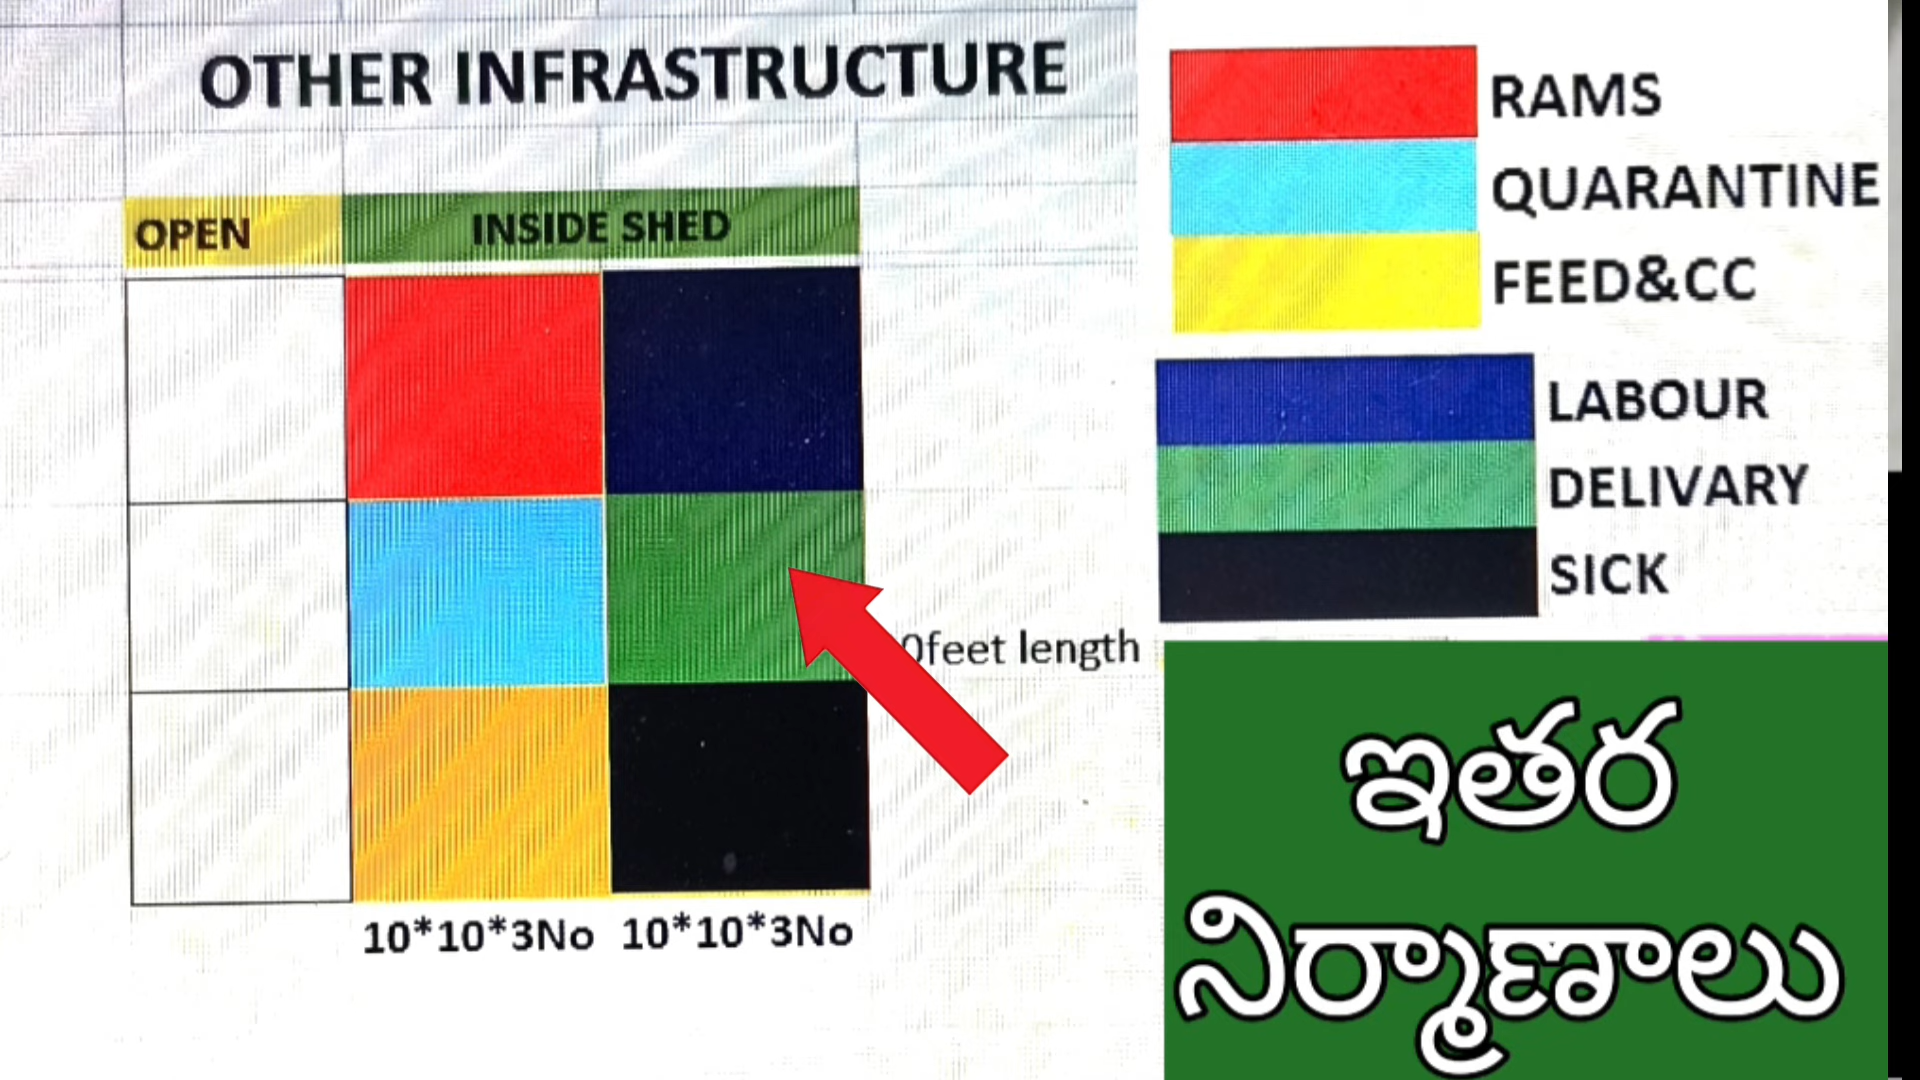 OTHER INFRASTRUCTURE
OPEN
INSIDE SHED
10*10*3No
10*10*3No
0feet length
RAMS
QUARANTINE
FEED&CC
LABOUR
DELIVARY
SICK
ఇతర
నిర్మాణాలు